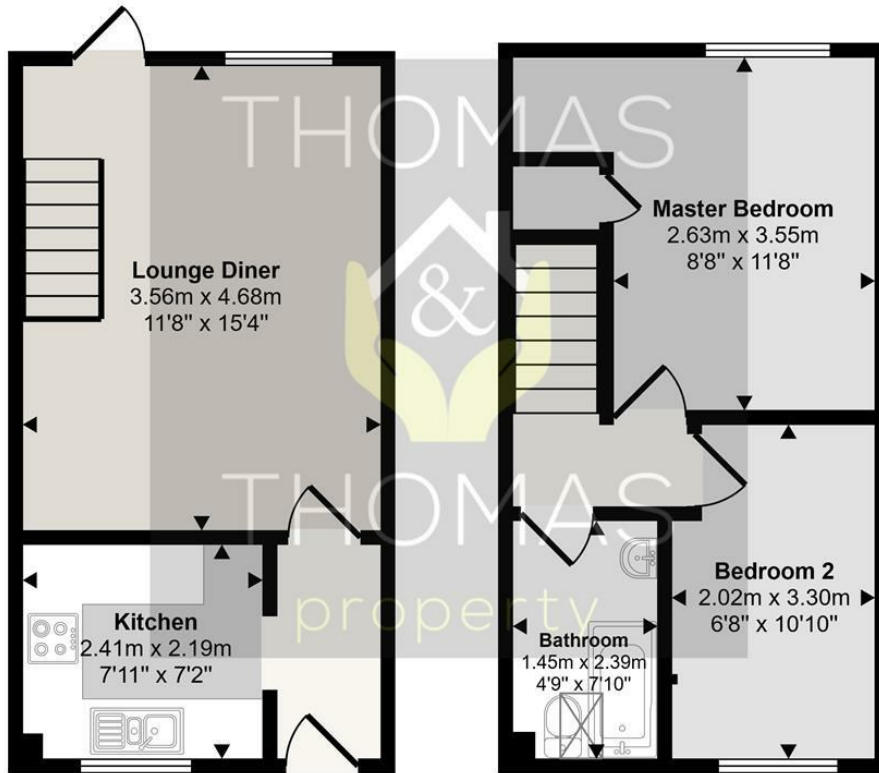 THOMAS
&
THOMAS
property
Lounge Diner
3.56m x 4.68m
11'8" x 15'4"
Kitchen
2.41m x 2.19m
7'11" x 7'2"
Master Bedroom
2.63m x 3.55m
8'8" x 11'8"
Bedroom 2
2.02m x 3.30m
6'8" x 10'10"
Bathroom
1.45m x 2.39m
4'9" x 7'10"